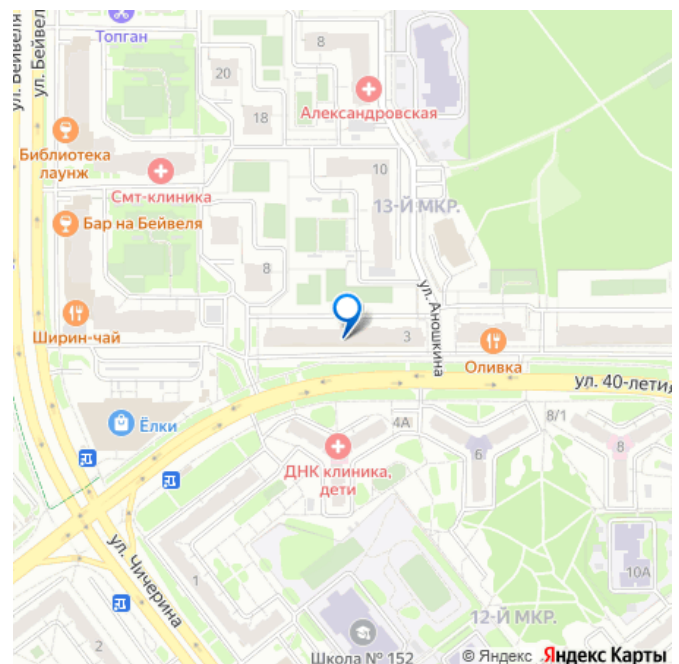 Топган
ул. Бейвеля
ул. Бейвеля
8
20
Александровская
18
Библиотека
лаунж
Смт-клиника
10
13-Й МКР.
Бар на Бейвеля
8
ул. Аношкина
Ширин-чай
3
Оливка
ул. 40-летия
Ёлки
4А
8/1
ДНК клиника,
дети
6
8
ул. Чичерина
1
10А
12-Й МКР.
2
Школа № 152
© Яндекс Яндекс Карты